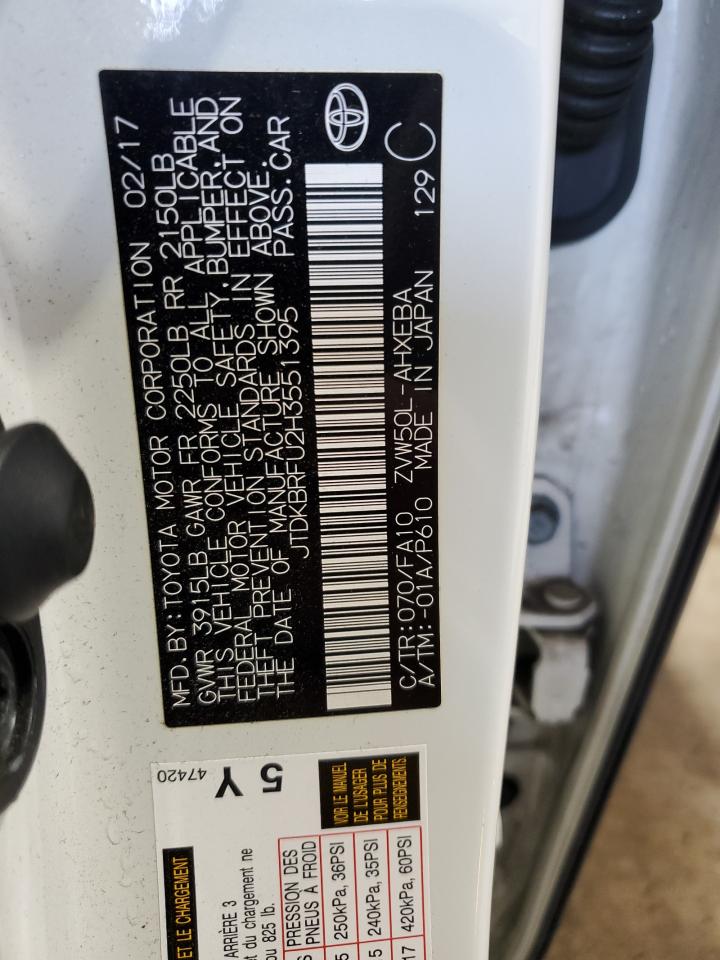 MFD. BY: TOYOTA MOTOR CORPORATION 02/17
GVWR 3915LB GAWR FR 2250LB RR 2150LB
THIS VEHICLE CONFORMS TO ALL APPLICABLE
FEDERAL MOTOR VEHICLE SAFETY, BUMPER, AND
THEFT PREVENTION STANDARDS IN EFFECT ON
THE DATE OF MANUFACTURE SHOWN ABOVE.
JTDKBRFU2H3551395 PASS. CAR
C/TR: 070/FA10 ZVW50L-AHXEBA 129 C
A/TM: -01A/P610 MADE IN JAPAN
47420
5Y
ET LE CHARGEMENT
VOIR LE MANUEL
DE L'USAGER
POUR PLUS DE
RENSEIGNEMENTS
ARRIÈRE 3
du chargement ne
ou 825 lb.
PRESSION DES
PNEUS À FROID
250kPa, 36PSI
240kPa, 35PSI
420kPa, 60PSI